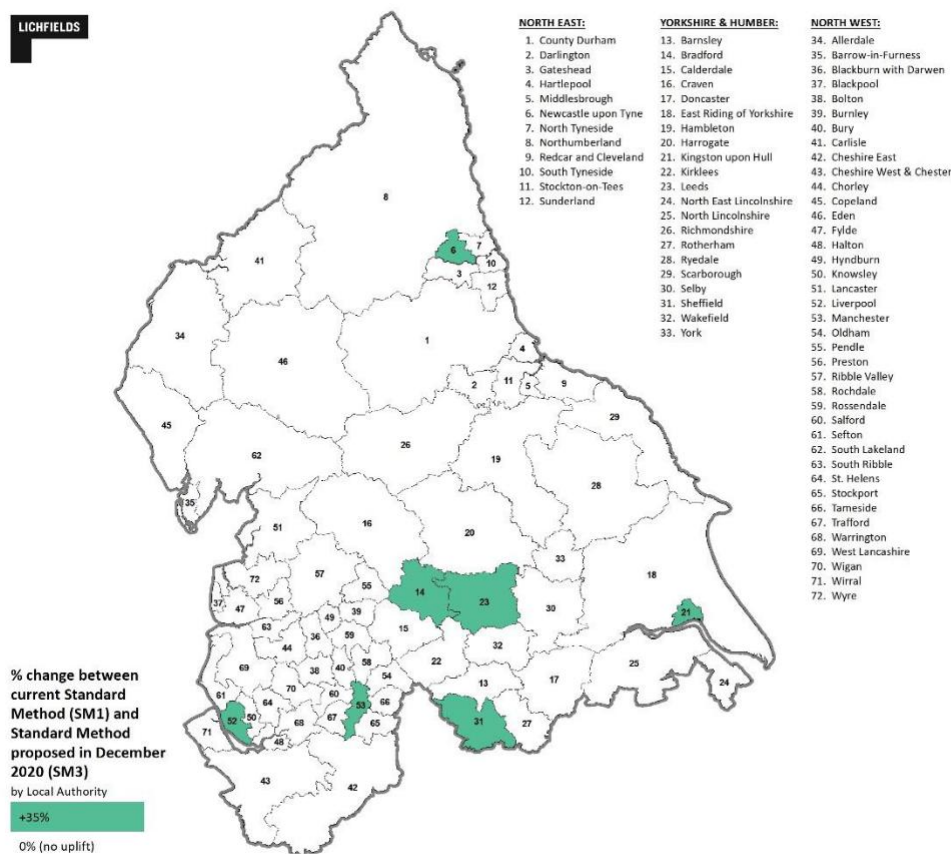 LICHFIELDS
NORTH EAST:
1. County Durham
2. Darlington
3. Gateshead
4. Hartlepool
5. Middlesbrough
6. Newcastle upon Tyne
7. North Tyneside
8. Northumberland
9. Redcar and Cleveland
10. South Tyneside
11. Stockton-on-Tees
12. Sunderland
YORKSHIRE & HUMBER:
13. Barnsley
14. Bradford
15. Calderdale
16. Craven
17. Doncaster
18. East Riding of Yorkshire
19. Hambleton
20. Harrogate
21. Kingston upon Hull
22. Kirklees
23. Leeds
24. North East Lincolnshire
25. North Lincolnshire
26. Richmondshire
27. Rotherham
28. Ryedale
29. Scarborough
30. Selby
31. Sheffield
32. Wakefield
33. York
NORTH WEST:
34. Allerdale
35. Barrow-in-Furness
36. Blackburn with Darwen
37. Blackpool
38. Bolton
39. Burnley
40. Bury
41. Carlisle
42. Cheshire East
43. Cheshire West & Chester
44. Chorley
45. Copeland
46. Eden
47. Fylde
48. Halton
49. Hyndburn
50. Knowsley
51. Lancaster
52. Liverpool
53. Manchester
54. Oldham
55. Pendle
56. Preston
57. Ribble Valley
58. Rochdale
59. Rossendale
60. Salford
61. Sefton
62. South Lakeland
63. South Ribble
64. St. Helens
65. Stockport
66. Tameside
67. Trafford
68. Warrington
69. West Lancashire
70. Wigan
71. Wirral
72. Wyre
8
6
7
10
3
12
41
34
46
1
4
2
11
5
9
45
62
26
19
29
28
35
51
16
20
33
18
72
57
37
47
56
55
14
23
30
21
63
49
39
36
59
44
15
32
22
25
69
38
40
58
54
13
17
24
61
70
60
53
66
52
50
64
67
65
31
27
71
68
48
43
42
% change between
current Standard
Method (SM1) and
Standard Method
proposed in December
2020 (SM3)
by Local Authority
+35%
0% (no uplift)